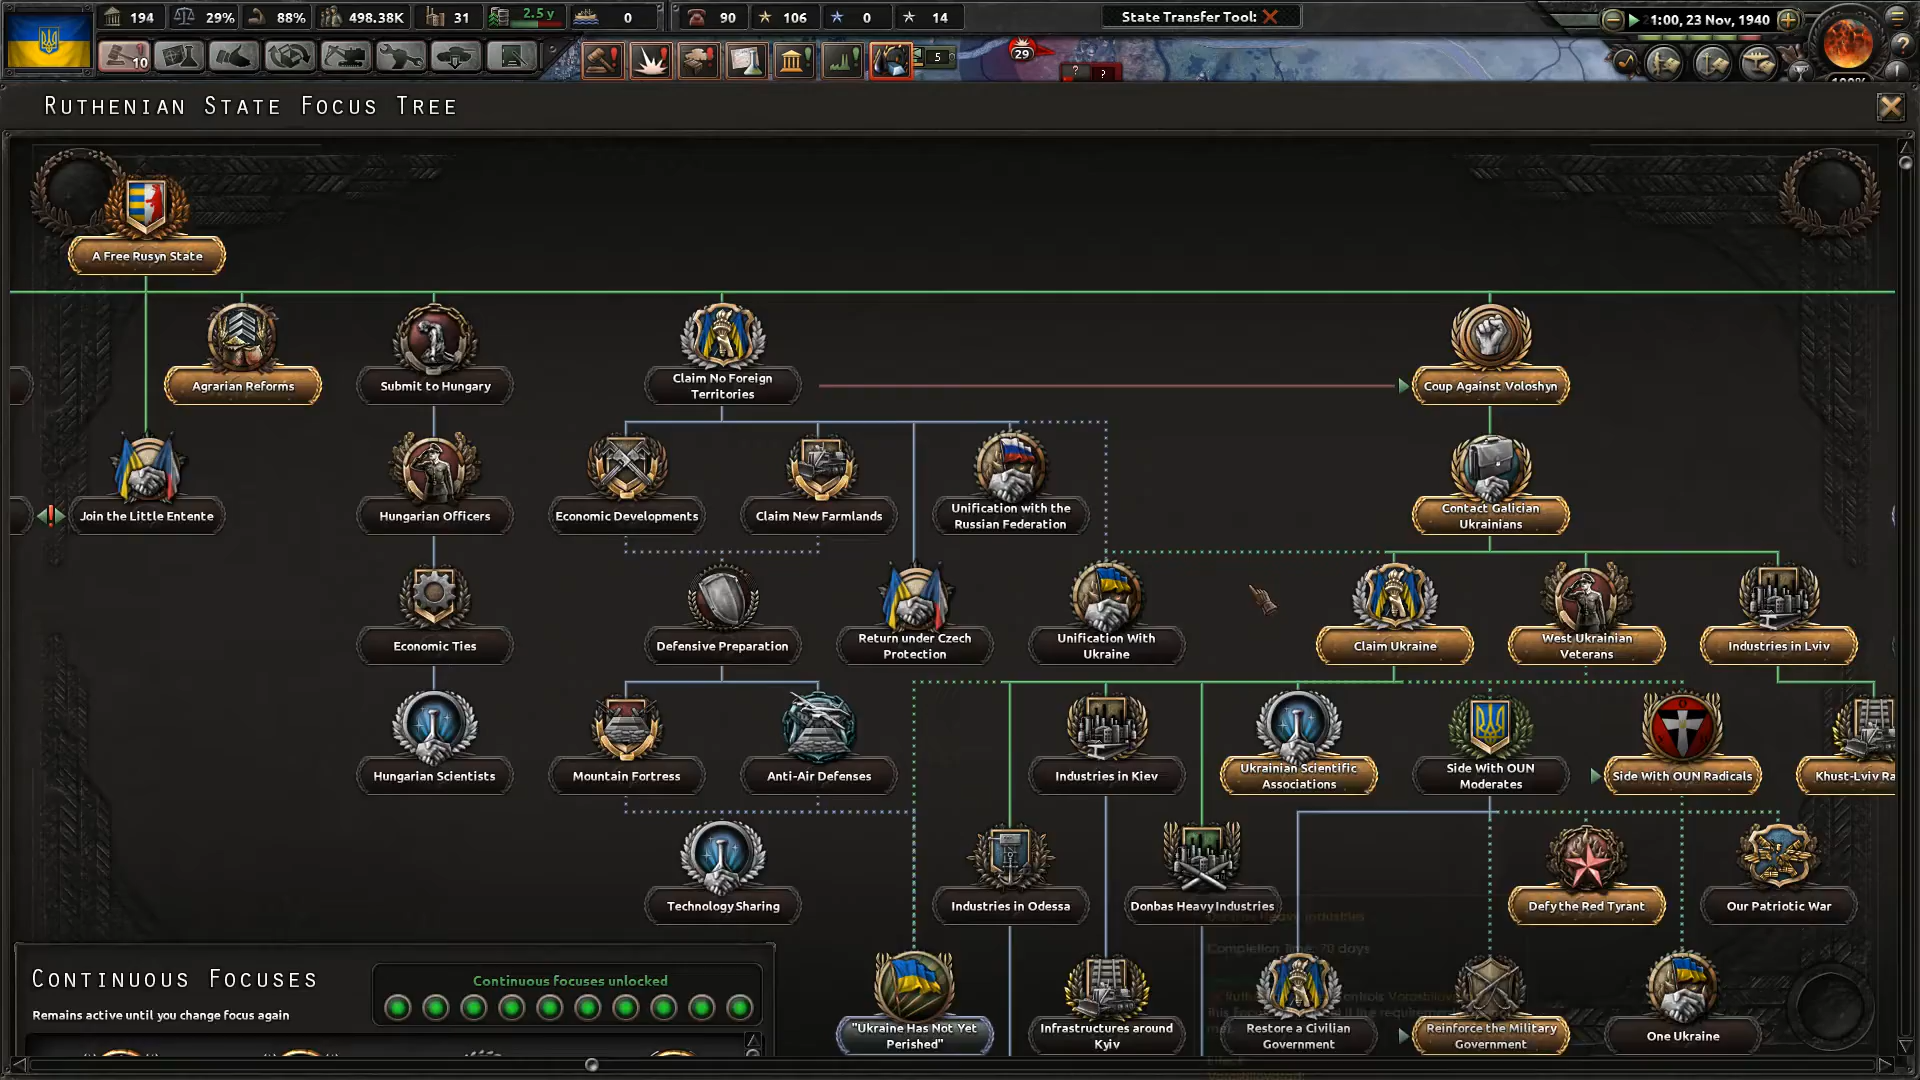 194
29%
88%
498.38K
31
2.5 y
0
90
106
0
14
State Transfer Tool:
1:00, 23 Nov, 1940
10
5
29
?
?
100%
Ruthenian State Focus Tree
A Free Rusyn State
Agrarian Reforms
Submit to Hungary
Claim No Foreign
Territories
Coup Against Voloshyn
Join the Little Entente
Hungarian Officers
Economic Developments
Claim New Farmlands
Unification with the
Russian Federation
Contact Galician
Ukrainians
Economic Ties
Defensive Preparation
Return under Czech
Protection
Unification With
Ukraine
Claim Ukraine
West Ukrainian
Veterans
Industries in Lviv
Hungarian Scientists
Mountain Fortress
Anti-Air Defenses
Industries in Kiev
Ukrainian Scientific
Associations
Side With OUN
Moderates
Side With OUN Radicals
Khust-Lviv Ra
Technology Sharing
Industries in Odessa
Donbas Heavy Industries
Defy the Red Tyrant
Our Patriotic War
Completion Time: 70 days
Continuous Focuses
Continuous focuses unlocked
Remains active until you change focus again
"Ukraine Has Not Yet
Perished"
Infrastructures around
Kyiv
Restore a Civilian
Government
Reinforce the Military
Government
One Ukraine